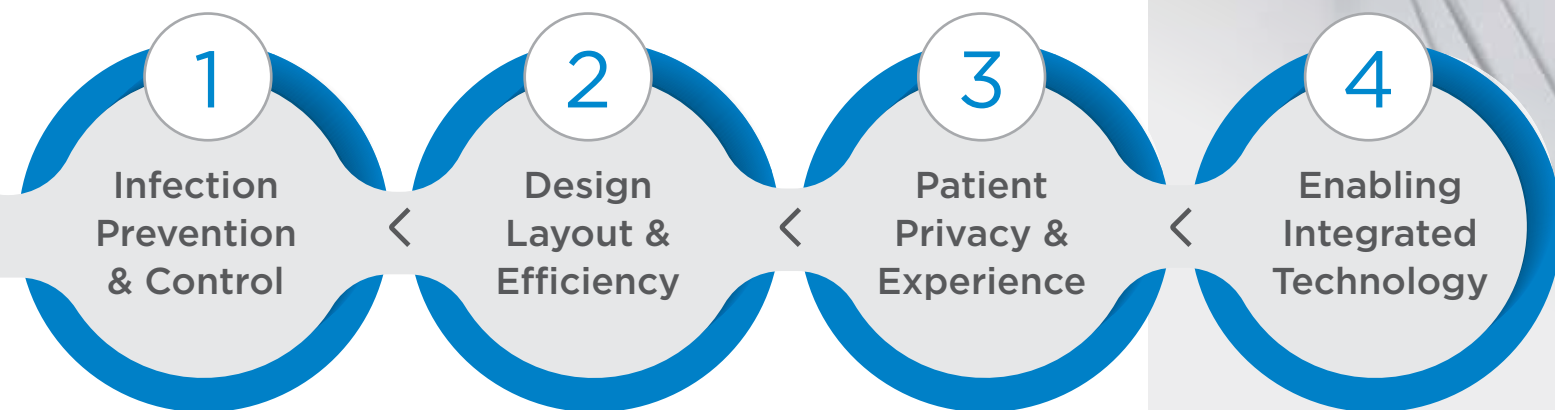 1
Infection
Prevention
& Control
<
2
Design
Layout &
Efficiency
<
3
Patient
Privacy &
Experience
<
4
Enabling
Integrated
Technology